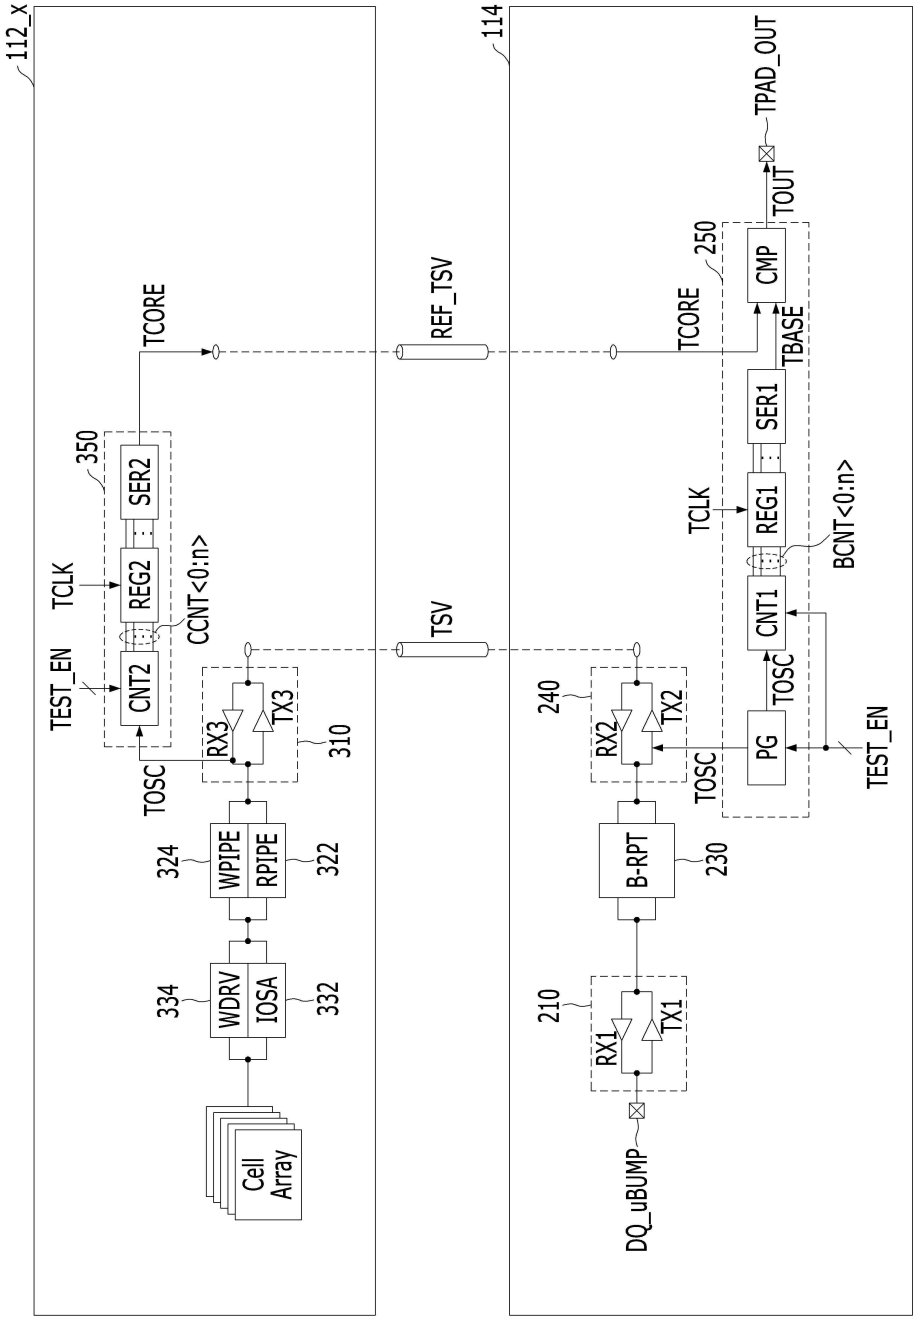 112_x
350
TCORE
TCLK
TEST_EN
CNT2
REG2
SER2
CCNT<0:n>
TOSC
RX3
TX3
310
324
WPIPE
RPIPE
322
334
WDRV
IOSA
332
Cell
Array
TSV
REF_TSV
114
TPAD_OUT
TOUT
250
CMP
TCORE
TBASE
SER1
TCLK
REG1
BCNT<0:n>
CNT1
TOSC
PG
TEST_EN
TOSC
240
RX2
TX2
B-RPT
230
210
RX1
TX1
DQ_uBUMP